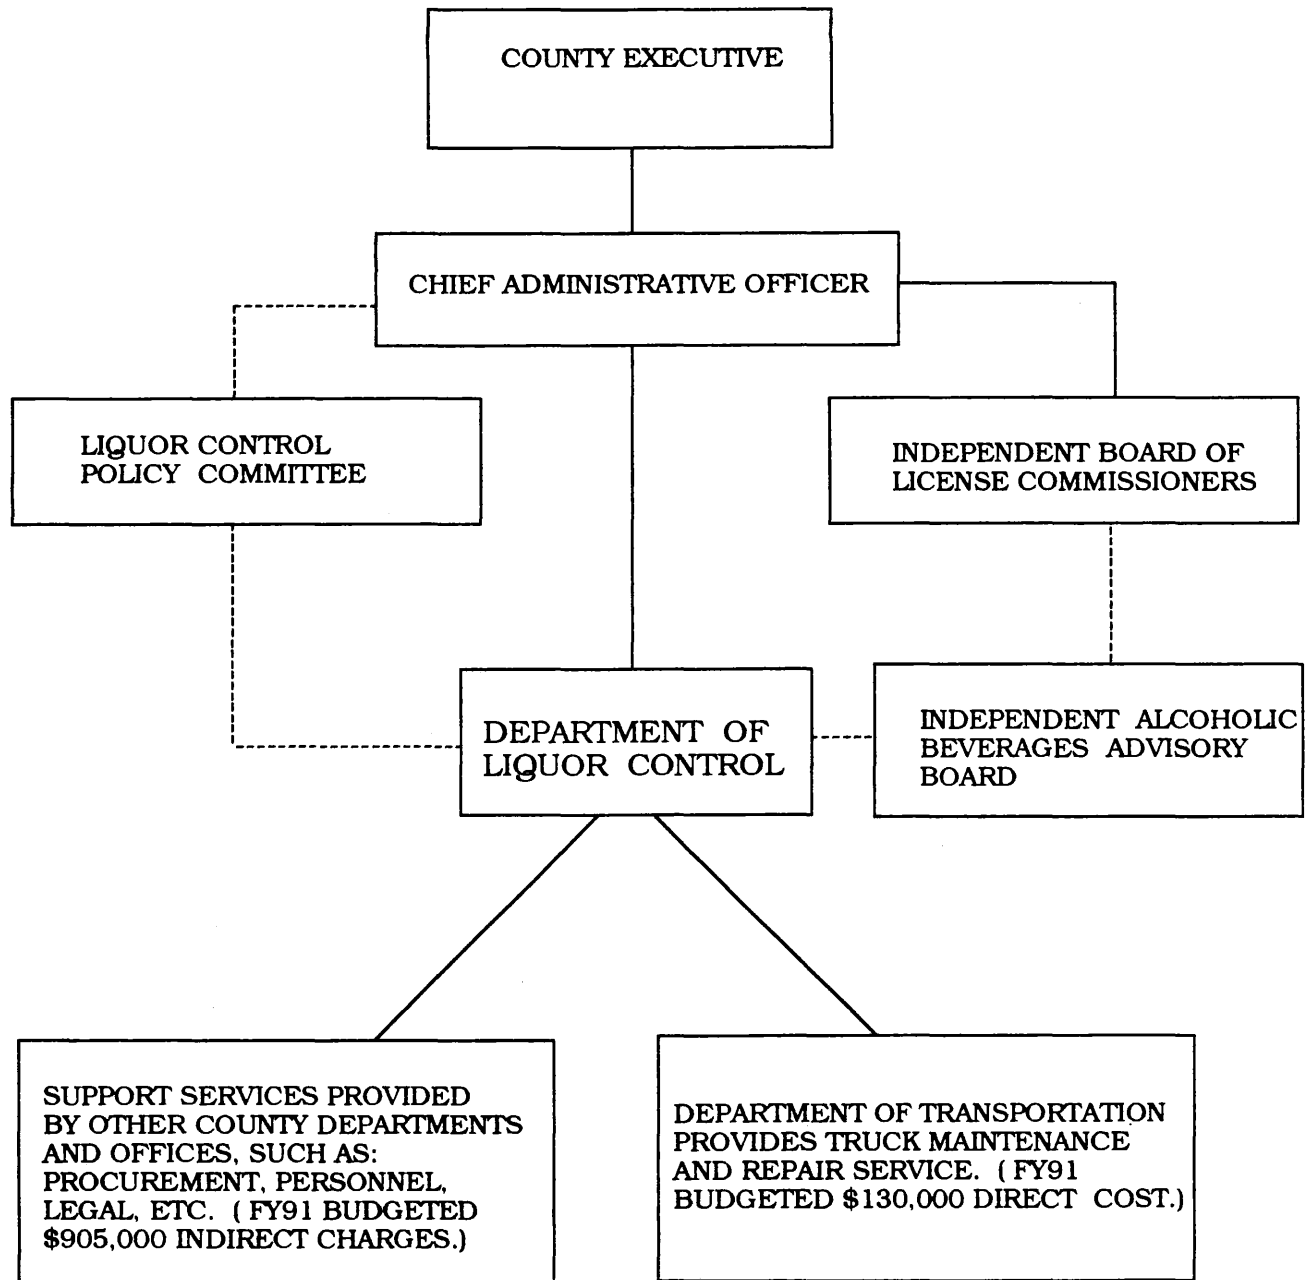 COUNTY EXECUTIVE
CHIEF ADMINISTRATIVE OFFICER
LIQUOR CONTROL
POLICY COMMITTEE
INDEPENDENT BOARD OF
LICENSE COMMISSIONERS
DEPARTMENT OF
LIQUOR CONTROL
INDEPENDENT ALCOHOLIC
BEVERAGES ADVISORY
BOARD
SUPPORT SERVICES PROVIDED
BY OTHER COUNTY DEPARTMENTS
AND OFFICES, SUCH AS:
PROCUREMENT, PERSONNEL,
LEGAL, ETC. ( FY91 BUDGETED
$905,000 INDIRECT CHARGES.)
DEPARTMENT OF TRANSPORTATION
PROVIDES TRUCK MAINTENANCE
AND REPAIR SERVICE. ( FY91
BUDGETED $130,000 DIRECT COST.)